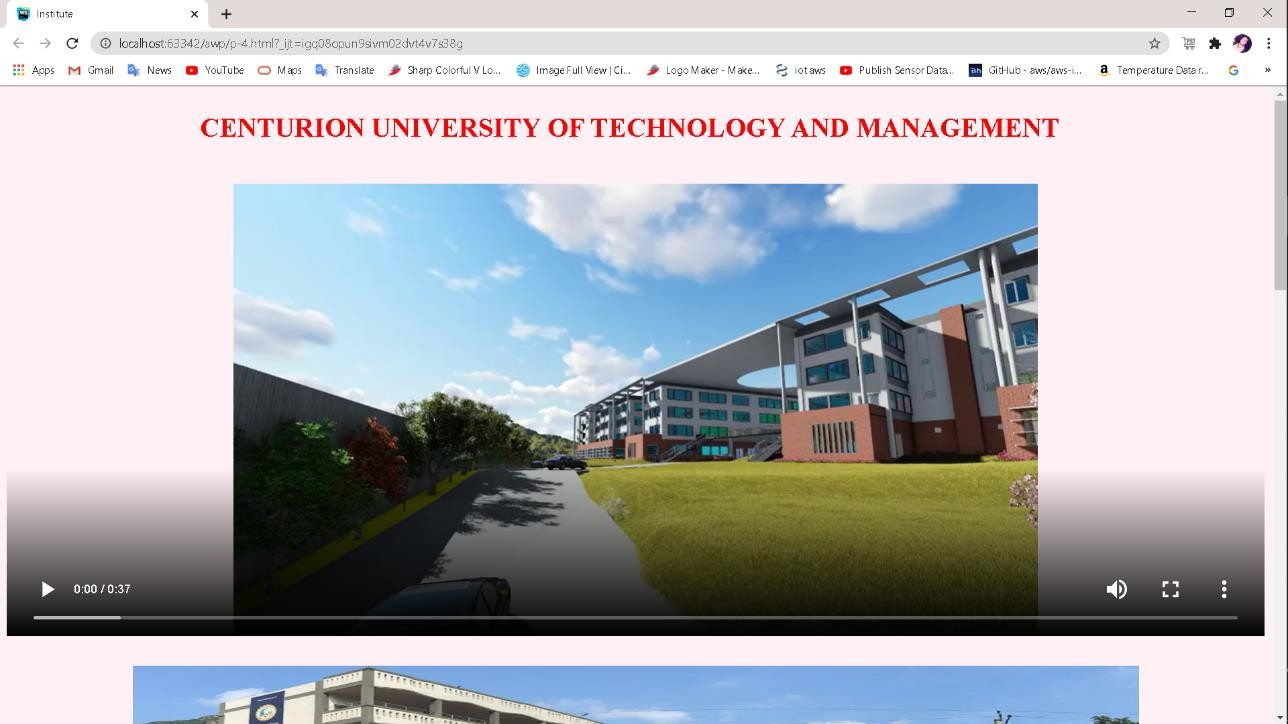 Institute
localhost:63342/awp/p-4.html?_ijt=igq08opun9sivm02dvt4v7s38g
Apps Gmail News YouTube Maps Translate Sharp Colorful V Lo... Image Full View | Ci... Logo Maker - Make... iot aws Publish Sensor Data... GitHub - aws/aws-i... Temperature Data r... »
CENTURION UNIVERSITY OF TECHNOLOGY AND MANAGEMENT
0:00 / 0:37